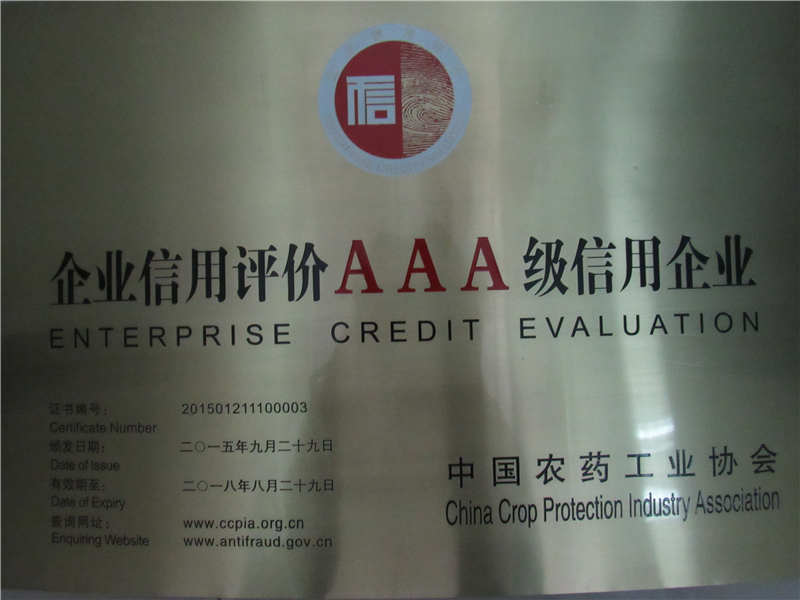 信
企业信用评价AAA级信用企业
ENTERPRISE CREDIT EVALUATION
证书编号： 201501211100003
Certificate Number
颁发日期： 二〇一五年九月二十九日
Date of Issue
有效期至： 二〇一八年八月二十九日
Date of Expiry
查询网址： www.ccpia.org.cn
Enquiring Website www.antifraud.gov.cn
中国农药工业协会
China Crop Protection Industry Association